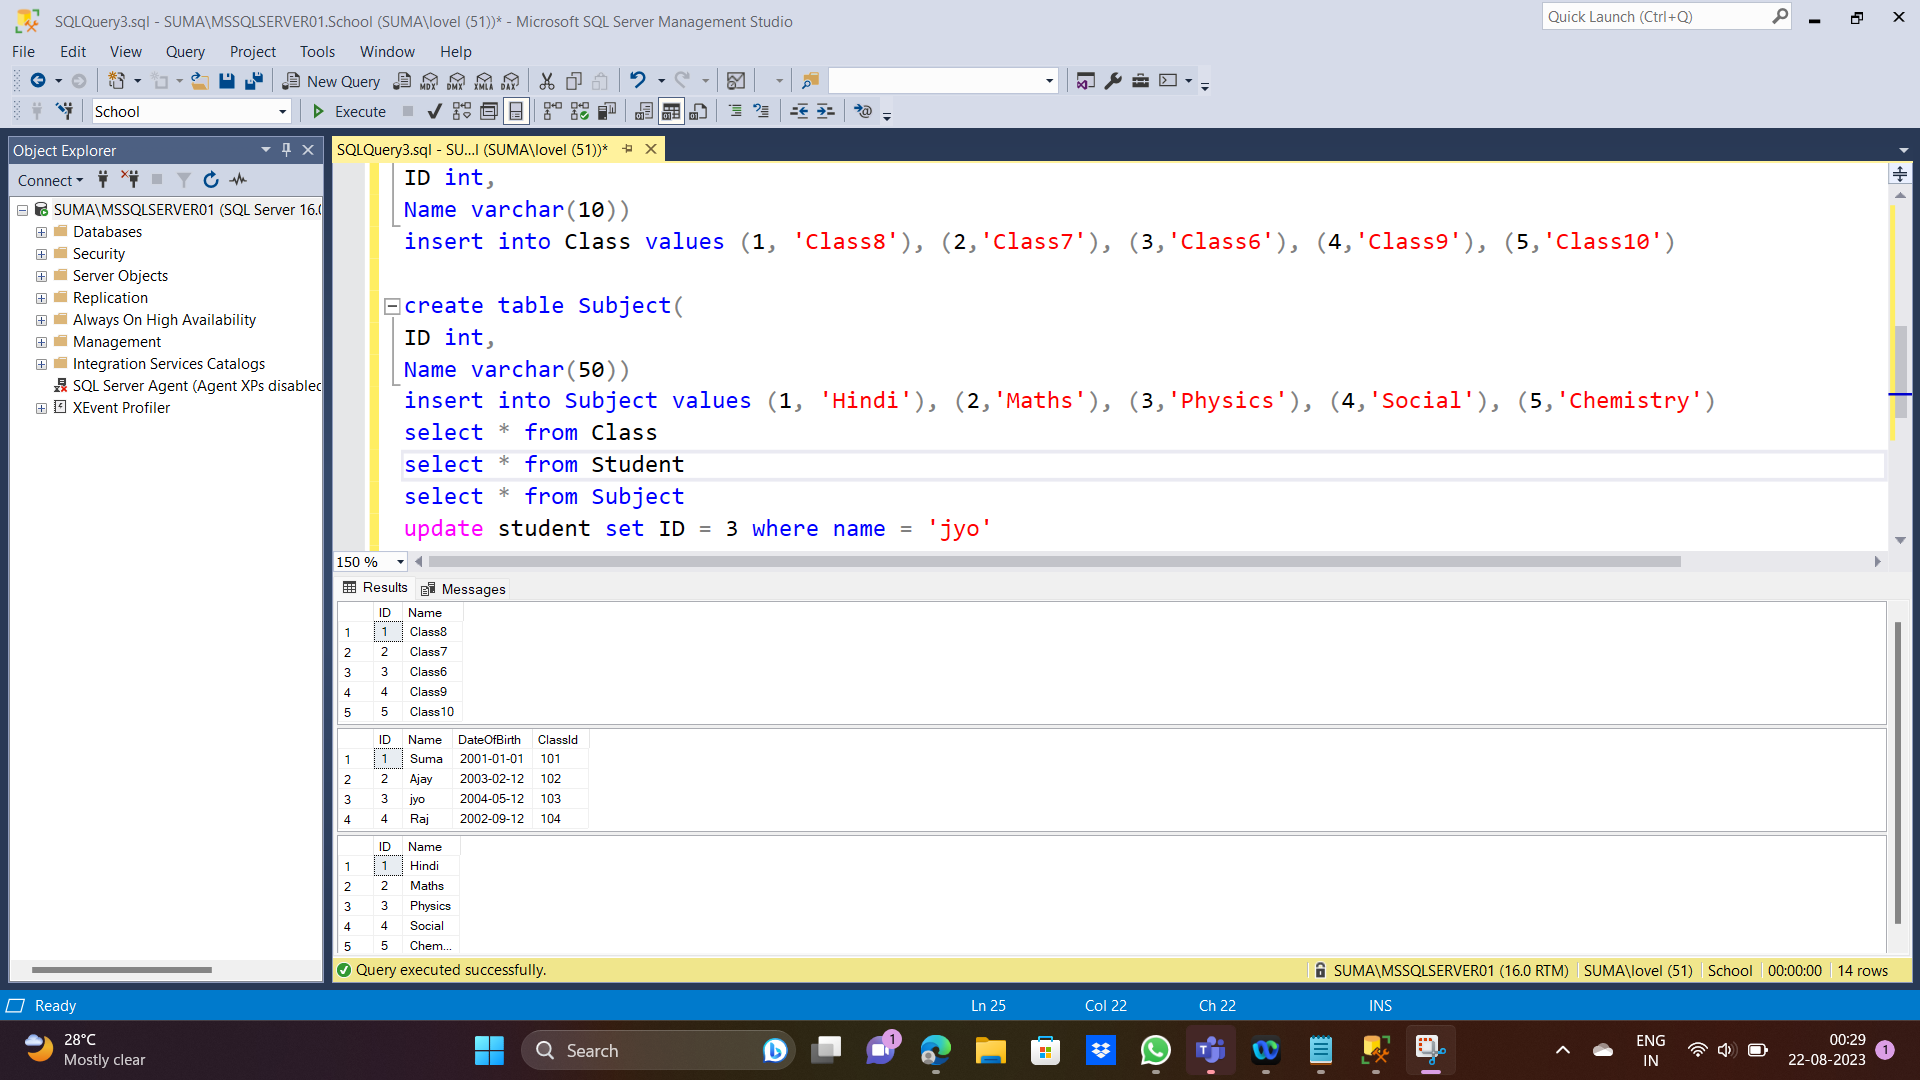 SQLQuery3.sql - SUMA\MSSQLSERVER01.School (SUMA\lovel (51))* - Microsoft SQL Server Management Studio
Quick Launch (Ctrl+Q)
File Edit View Query Project Tools Window Help
New Query MDX DMX XMLA DAX
School Execute
Object Explorer
Connect
SUMA\MSSQLSERVER01 (SQL Server 16.0
Databases
Security
Server Objects
Replication
Always On High Availability
Management
Integration Services Catalogs
SQL Server Agent (Agent XPs disabled
XEvent Profiler
SQLQuery3.sql - SU...l (SUMA\lovel (51))*
ID int,
Name varchar(10))
insert into Class values (1, 'Class8'), (2,'Class7'), (3,'Class6'), (4,'Class9'), (5,'Class10')
create table Subject(
ID int,
Name varchar(50))
insert into Subject values (1, 'Hindi'), (2,'Maths'), (3,'Physics'), (4,'Social'), (5,'Chemistry')
select * from Class
select * from Student
select * from Subject
update student set ID = 3 where name = 'jyo'
150 %
Results Messages
ID Name
1 1 Class8
2 2 Class7
3 3 Class6
4 4 Class9
5 5 Class10
ID Name DateOfBirth ClassId
1 1 Suma 2001-01-01 101
2 2 Ajay 2003-02-12 102
3 3 jyo 2004-05-12 103
4 4 Raj 2002-09-12 104
ID Name
1 1 Hindi
2 2 Maths
3 3 Physics
4 4 Social
5 5 Chem...
Query executed successfully. SUMA\MSSQLSERVER01 (16.0 RTM) SUMA\lovel (51) School 00:00:00 14 rows
Ready Ln 25 Col 22 Ch 22 INS
28°C
Mostly clear
Search
1
ENG
IN
00:29
22-08-2023
1